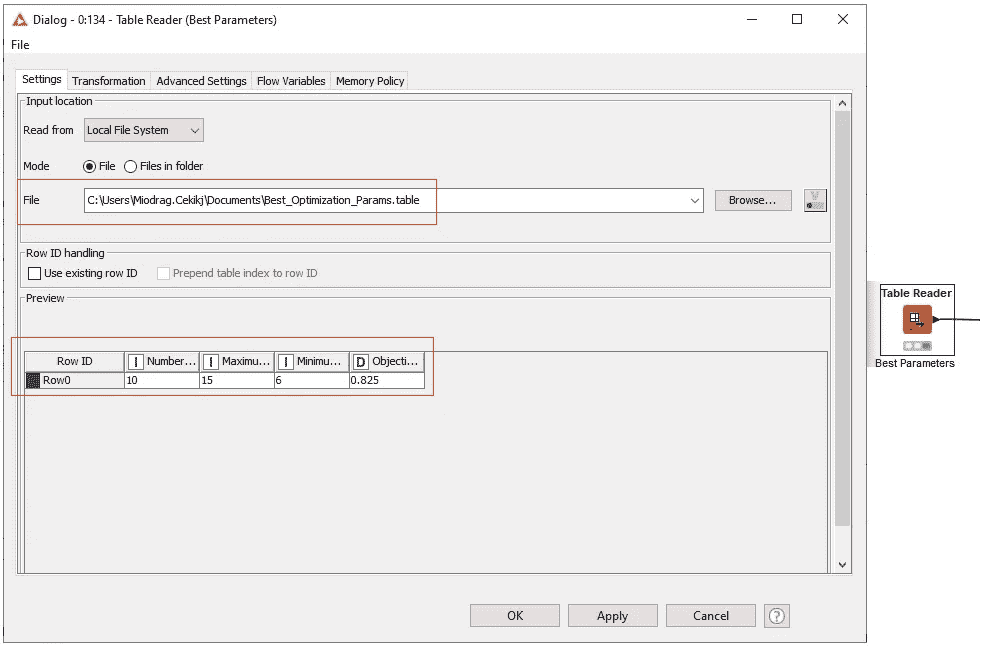 Dialog - 0:134 - Table Reader (Best Parameters)
File
Settings Transformation Advanced Settings Flow Variables Memory Policy
Input location
Read from Local File System
Mode File Files in folder
File C:\Users\Miodrag.Cekikj\Documents\Best_Optimization_Params.table Browse...
Row ID handling
Use existing row ID Prepend table index to row ID
Preview
Row ID I Number... I Maximu... I Minimu... D Objecti...
Row0 10 15 6 0.825
OK Apply Cancel ?
Table Reader
Best Parameters